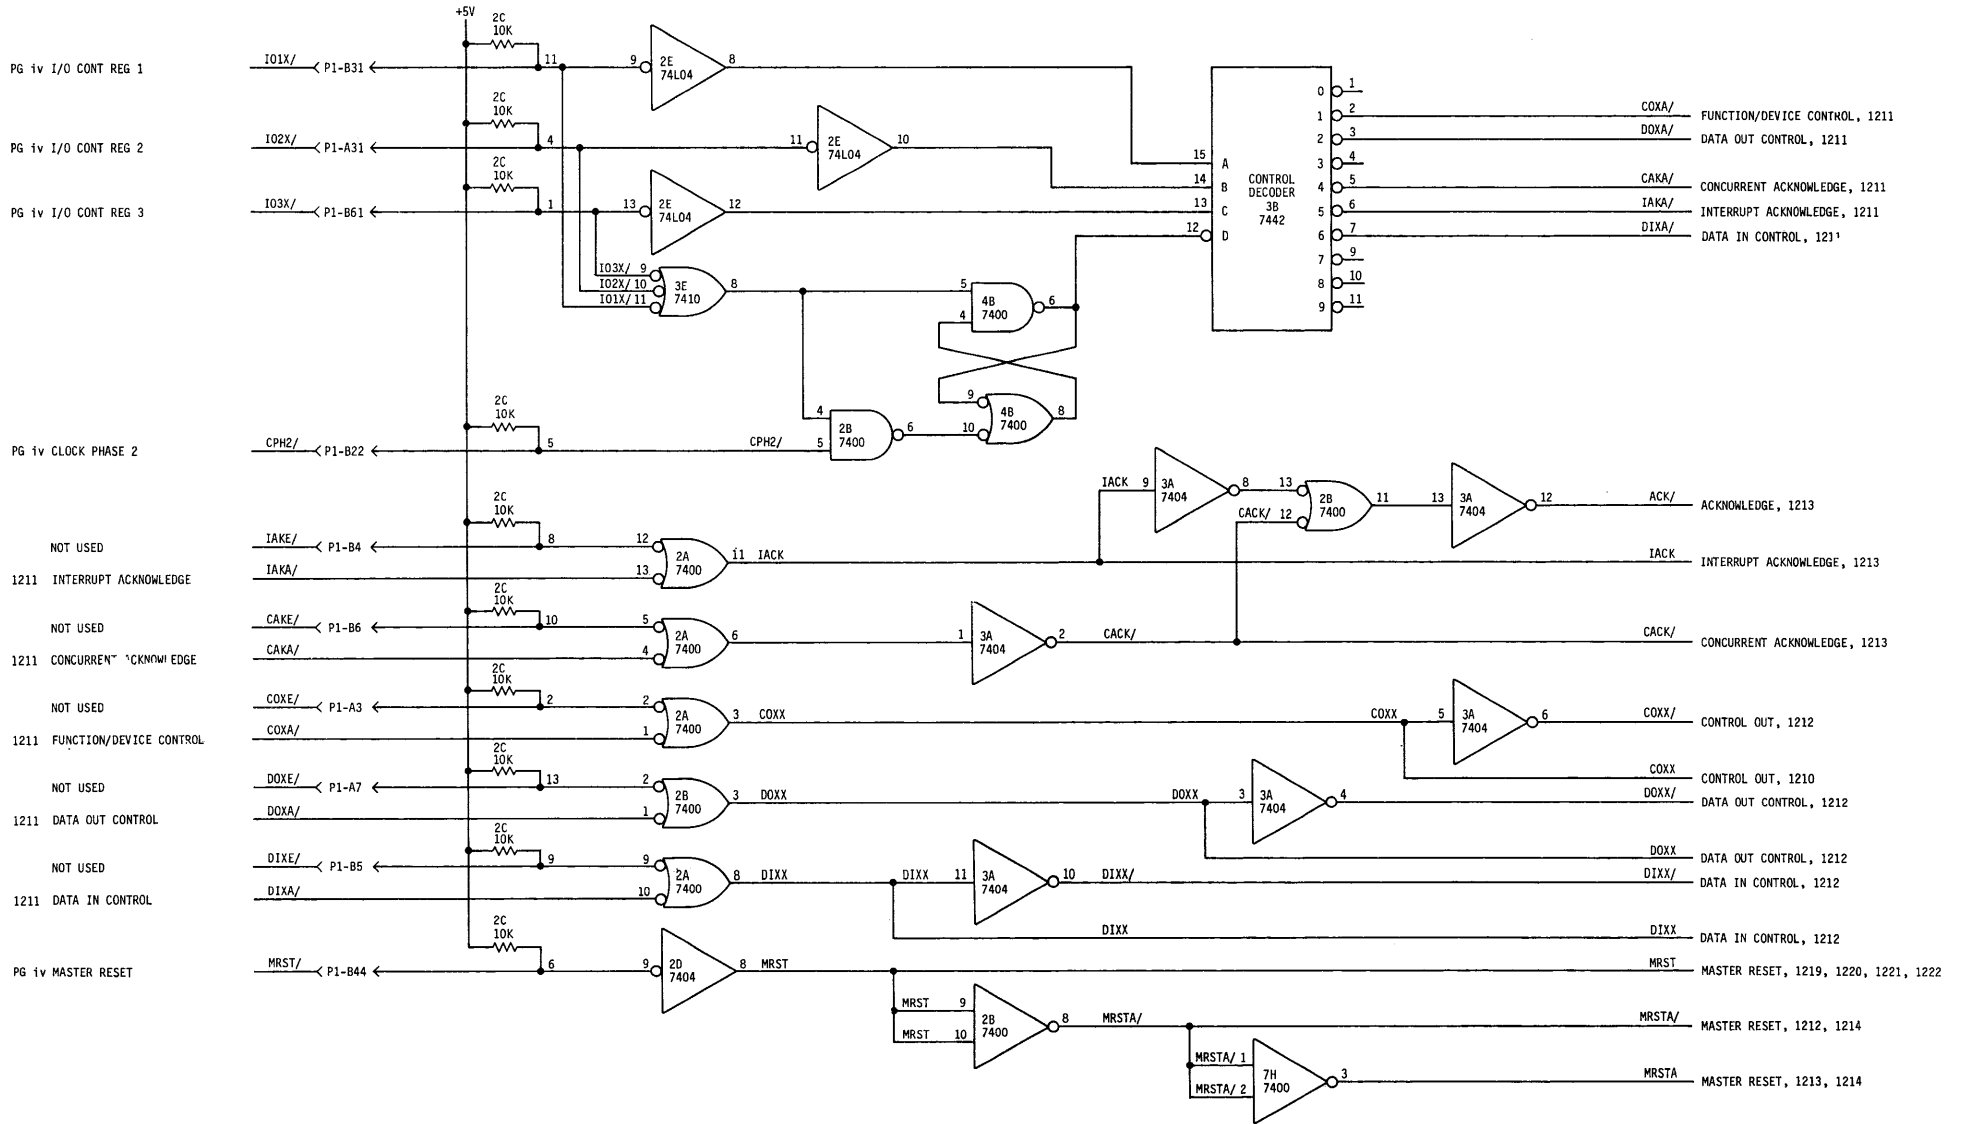 +5V
2C
10K
PG iv I/O CONT REG 1
IO1X/
P1-B31
11
9
2E
74L04
8
2C
10K
PG iv I/O CONT REG 2
IO2X/
P1-A31
4
11
2E
74L04
10
2C
10K
PG iv I/O CONT REG 3
IO3X/
P1-B61
1
13
2E
74L04
12
IO3X/ 9
IO2X/ 10
IO1X/ 11
3E
7410
8
5
4
4B
7400
6
9
10
4B
7400
8
15
14
13
12
A
B
C
D
CONTROL
DECODER
3B
7442
0 1
1 2
2 3
3 4
4 5
5 6
6 7
7 9
8 10
9 11
COXA/
FUNCTION/DEVICE CONTROL, 1211
DOXA/
DATA OUT CONTROL, 1211
CAKA/
CONCURRENT ACKNOWLEDGE, 1211
IAKA/
INTERRUPT ACKNOWLEDGE, 1211
DIXA/
DATA IN CONTROL, 1211
2C
10K
PG iv CLOCK PHASE 2
CPH2/
P1-B22
5
CPH2/
4
5
2B
7400
6
2C
10K
NOT USED
IAKE/
P1-B4
8
12
1211 INTERRUPT ACKNOWLEDGE
IAKA/
13
2A
7400
11 IACK
IACK 9
3A
7404
8
13
CACK/ 12
2B
7400
11
13
3A
7404
12
ACK/
ACKNOWLEDGE, 1213
IACK
INTERRUPT ACKNOWLEDGE, 1213
2C
10K
NOT USED
CAKE/
P1-B6
10
5
1211 CONCURRENT
CAKA/
4
2A
7400
6
1
3A
7404
2
CACK/
CACK/
CONCURRENT ACKNOWLEDGE, 1213
2C
10K
NOT USED
COXE/
P1-A3
2
2
1211 FUNCTION/DEVICE CONTROL
COXA/
1
2A
7400
3 COXX
COXX
5
3A
7404
6
COXX/
CONTROL OUT, 1212
COXX
CONTROL OUT, 1210
2C
10K
NOT USED
DOXE/
P1-A7
13
2
1211 DATA OUT CONTROL
DOXA/
1
2B
7400
3 DOXX
DOXX
3
3A
7404
4
DOXX/
DATA OUT CONTROL, 1212
DOXX
DATA OUT CONTROL, 1212
2C
10K
NOT USED
DIXE/
P1-B5
9
9
1211 DATA IN CONTROL
DIXA/
10
2A
7400
8 DIXX
DIXX 11
3A
7404
10 DIXX/
DIXX/
DATA IN CONTROL, 1212
DIXX
DIXX
DATA IN CONTROL, 1212
2C
10K
PG iv MASTER RESET
MRST/
P1-B44
6
9
2D
7404
8 MRST
MRST
MASTER RESET, 1219, 1220, 1221, 1222
MRST 9
MRST 10
2B
7400
8
MRSTA/
MRSTA/
MASTER RESET, 1212, 1214
MRSTA/ 1
MRSTA/ 2
7H
7400
3
MRSTA
MASTER RESET, 1213, 1214